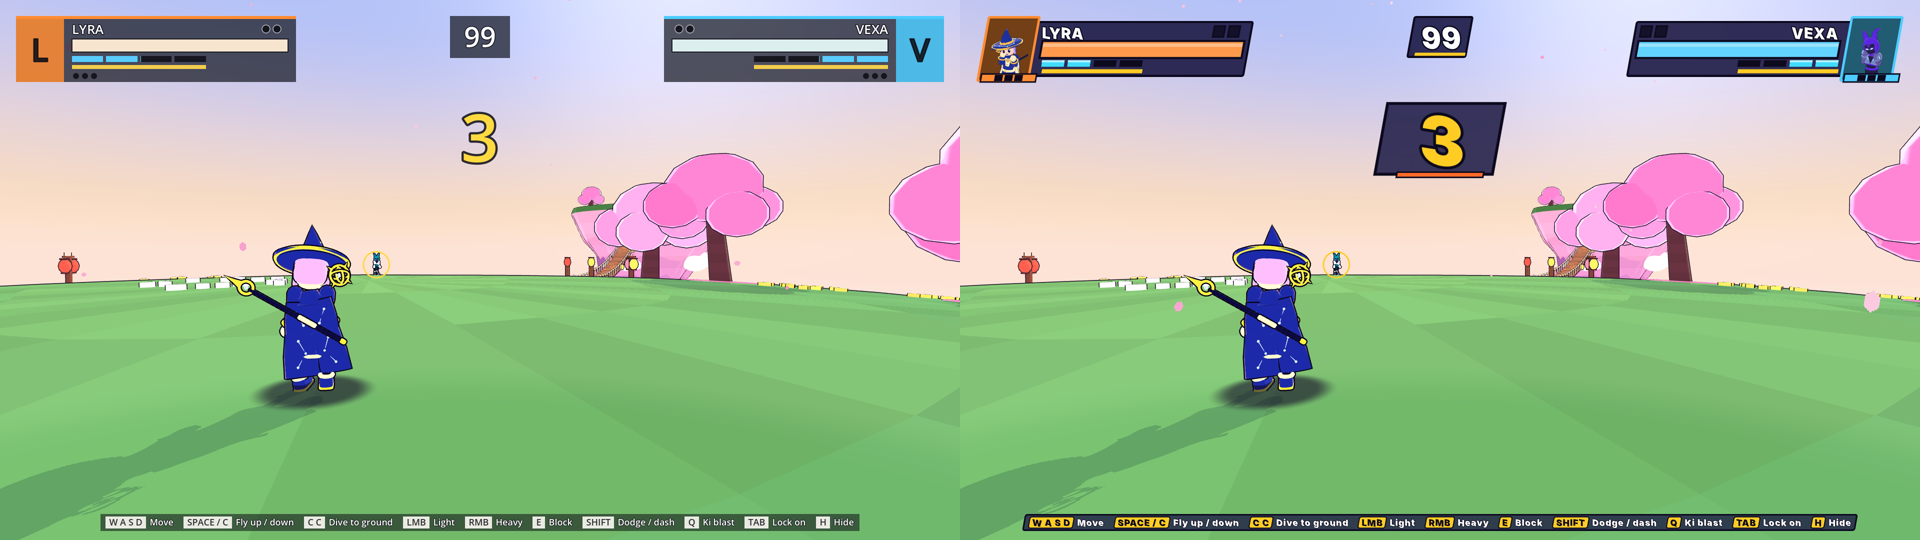 LYRA
99
VEXA
L
V
3
W A S D Move SPACE / C Fly up / down C C Dive to ground LMB Light RMB Heavy E Block SHIFT Dodge / dash Q Ki blast TAB Lock on H Hide
LYRA
99
VEXA
3
W A S D Move SPACE / C Fly up / down C C Dive to ground LMB Light RMB Heavy E Block SHIFT Dodge / dash Q Ki blast TAB Lock on H Hide